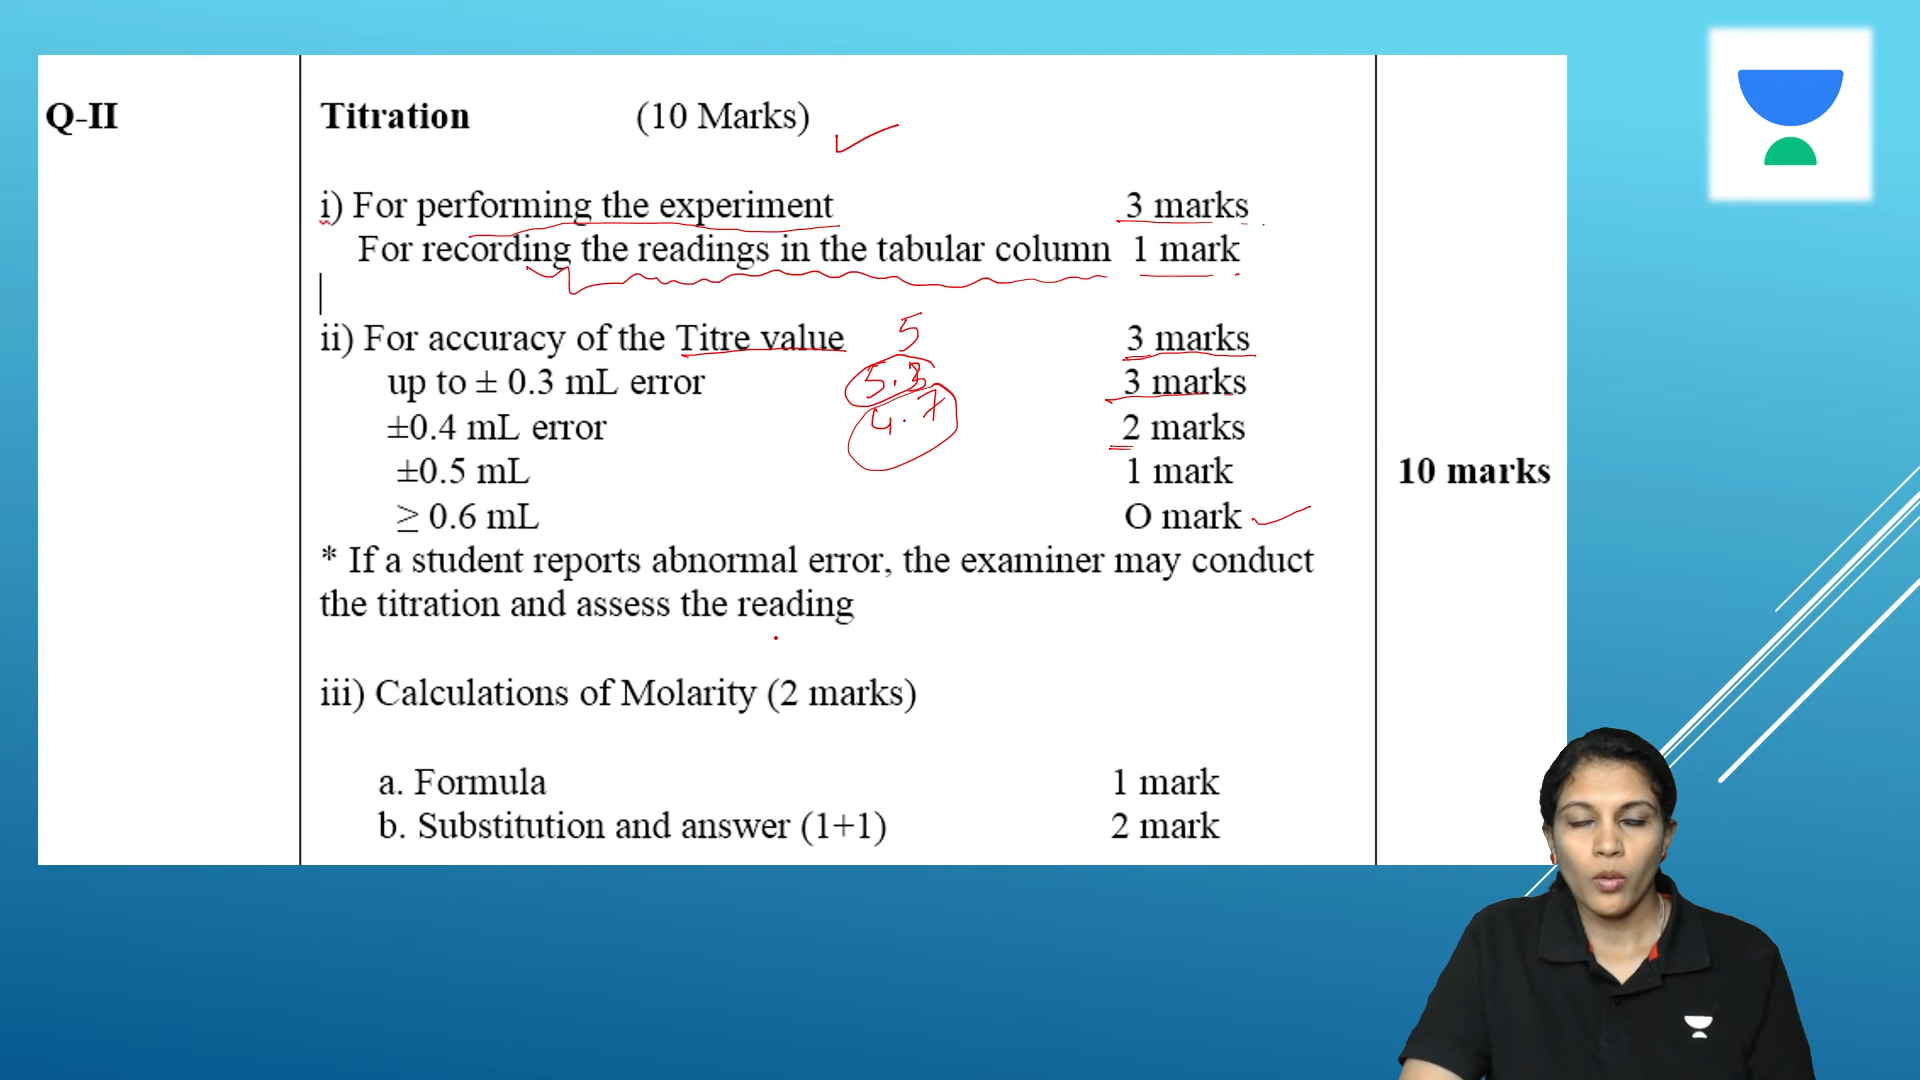 Q-II
Titration (10 Marks)
i) For performing the experiment 3 marks
For recording the readings in the tabular column 1 mark
5
ii) For accuracy of the Titre value 3 marks
up to ± 0.3 mL error 5.3 3 marks
±0.4 mL error 4.7 2 marks
±0.5 mL 1 mark
10 marks
≥ 0.6 mL O mark
* If a student reports abnormal error, the examiner may conduct
the titration and assess the reading
iii) Calculations of Molarity (2 marks)
a. Formula 1 mark
b. Substitution and answer (1+1) 2 mark